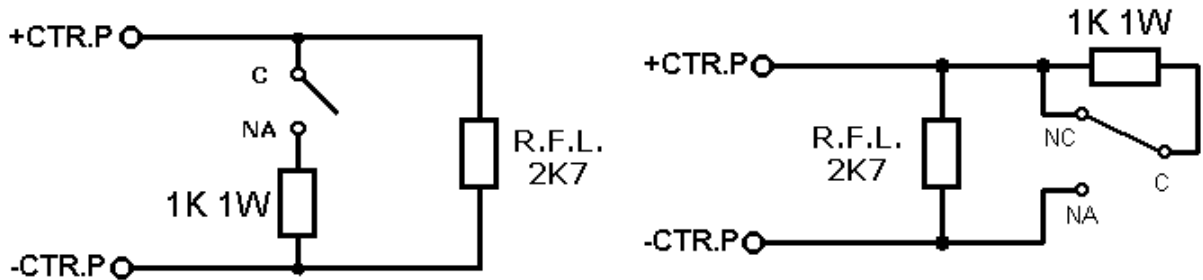 +CTR.P
C
NA
1K 1W
R.F.L.
2K7
-CTR.P
1K 1W
+CTR.P
R.F.L.
2K7
NC
C
NA
-CTR.P